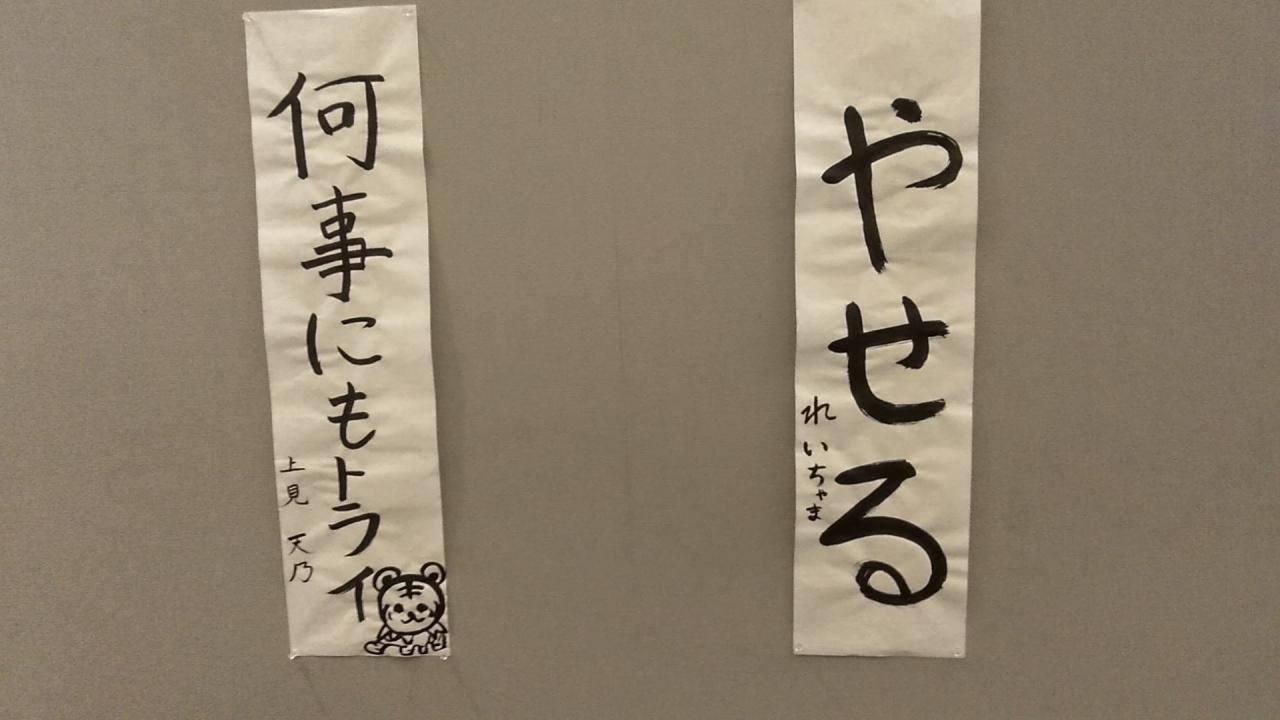 やせる
れいちゃま
何事にもトライ
上見 天乃